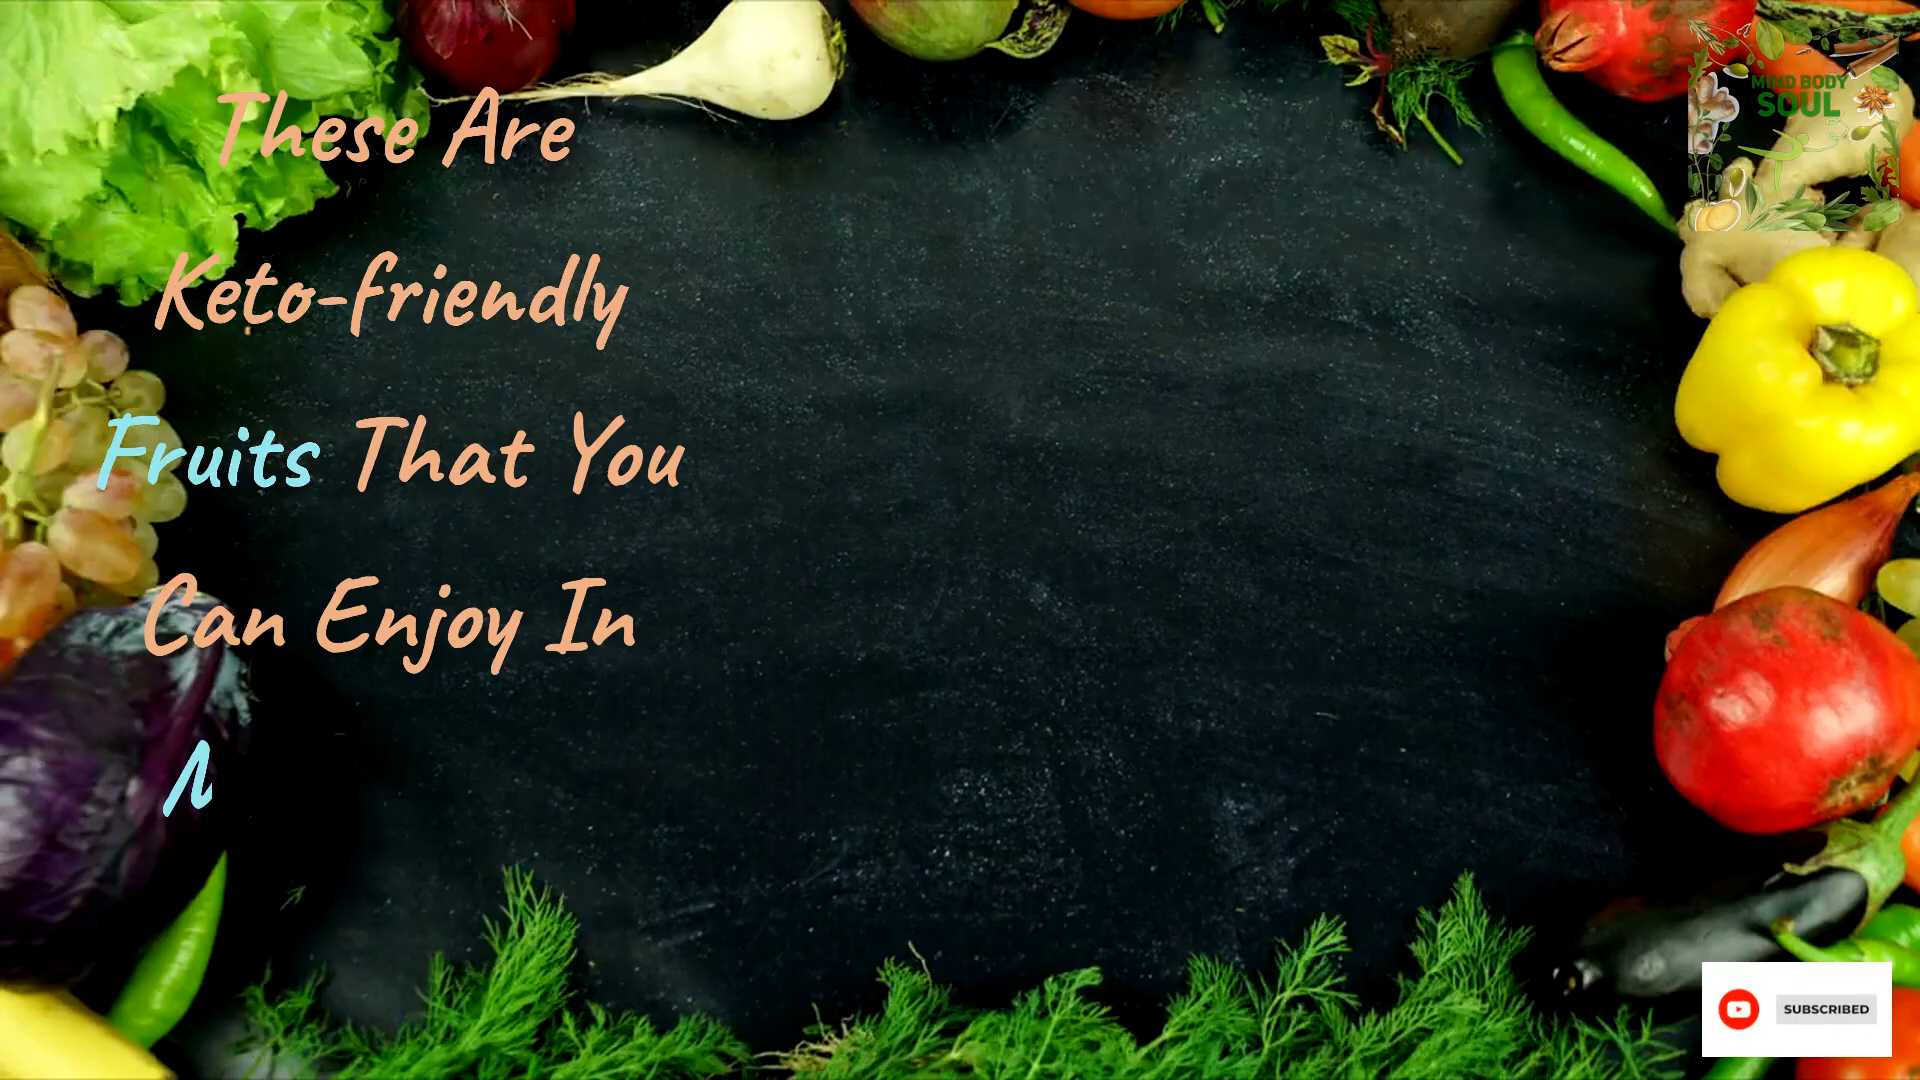 These Are
Keto-friendly
Fruits That You
Can Enjoy In
MIND BODY
SOUL
SUBSCRIBED